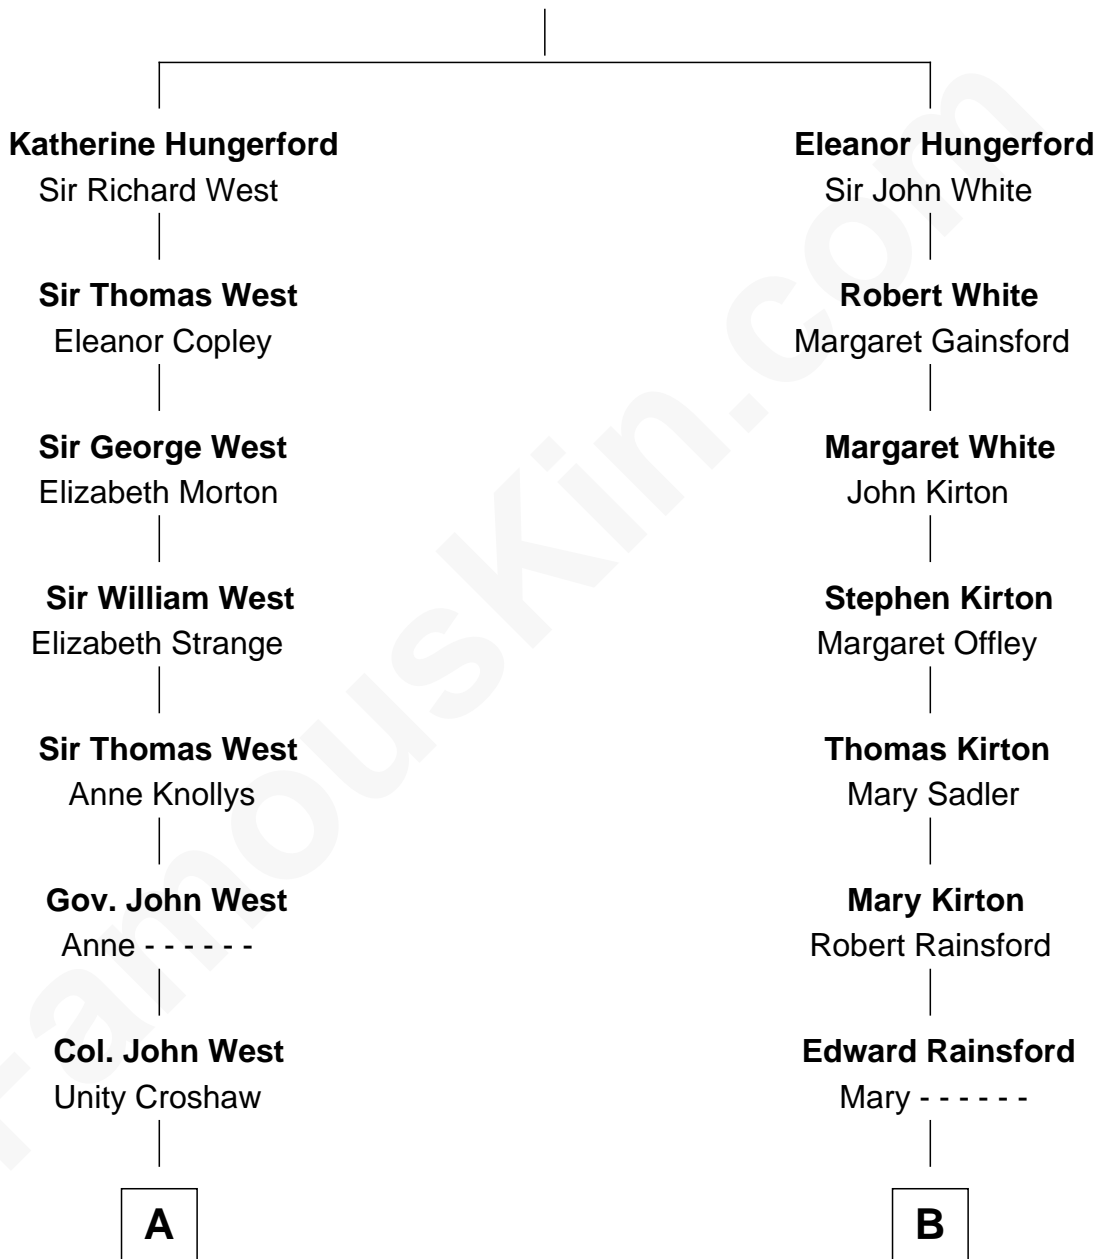 Katherine Hungerford
Sir Richard West
Sir Thomas West
Eleanor Copley
Sir George West
Elizabeth Morton
Sir William West
Elizabeth Strange
Sir Thomas West
Anne Knollys
Gov. John West
Anne - - - - - -
Col. John West
Unity Croshaw
A
Eleanor Hungerford
Sir John White
Robert White
Margaret Gainsford
Margaret White
John Kirton
Stephen Kirton
Margaret Offley
Thomas Kirton
Mary Sadler
Mary Kirton
Robert Rainsford
Edward Rainsford
Mary - - - - - -
B
FamousKin.com